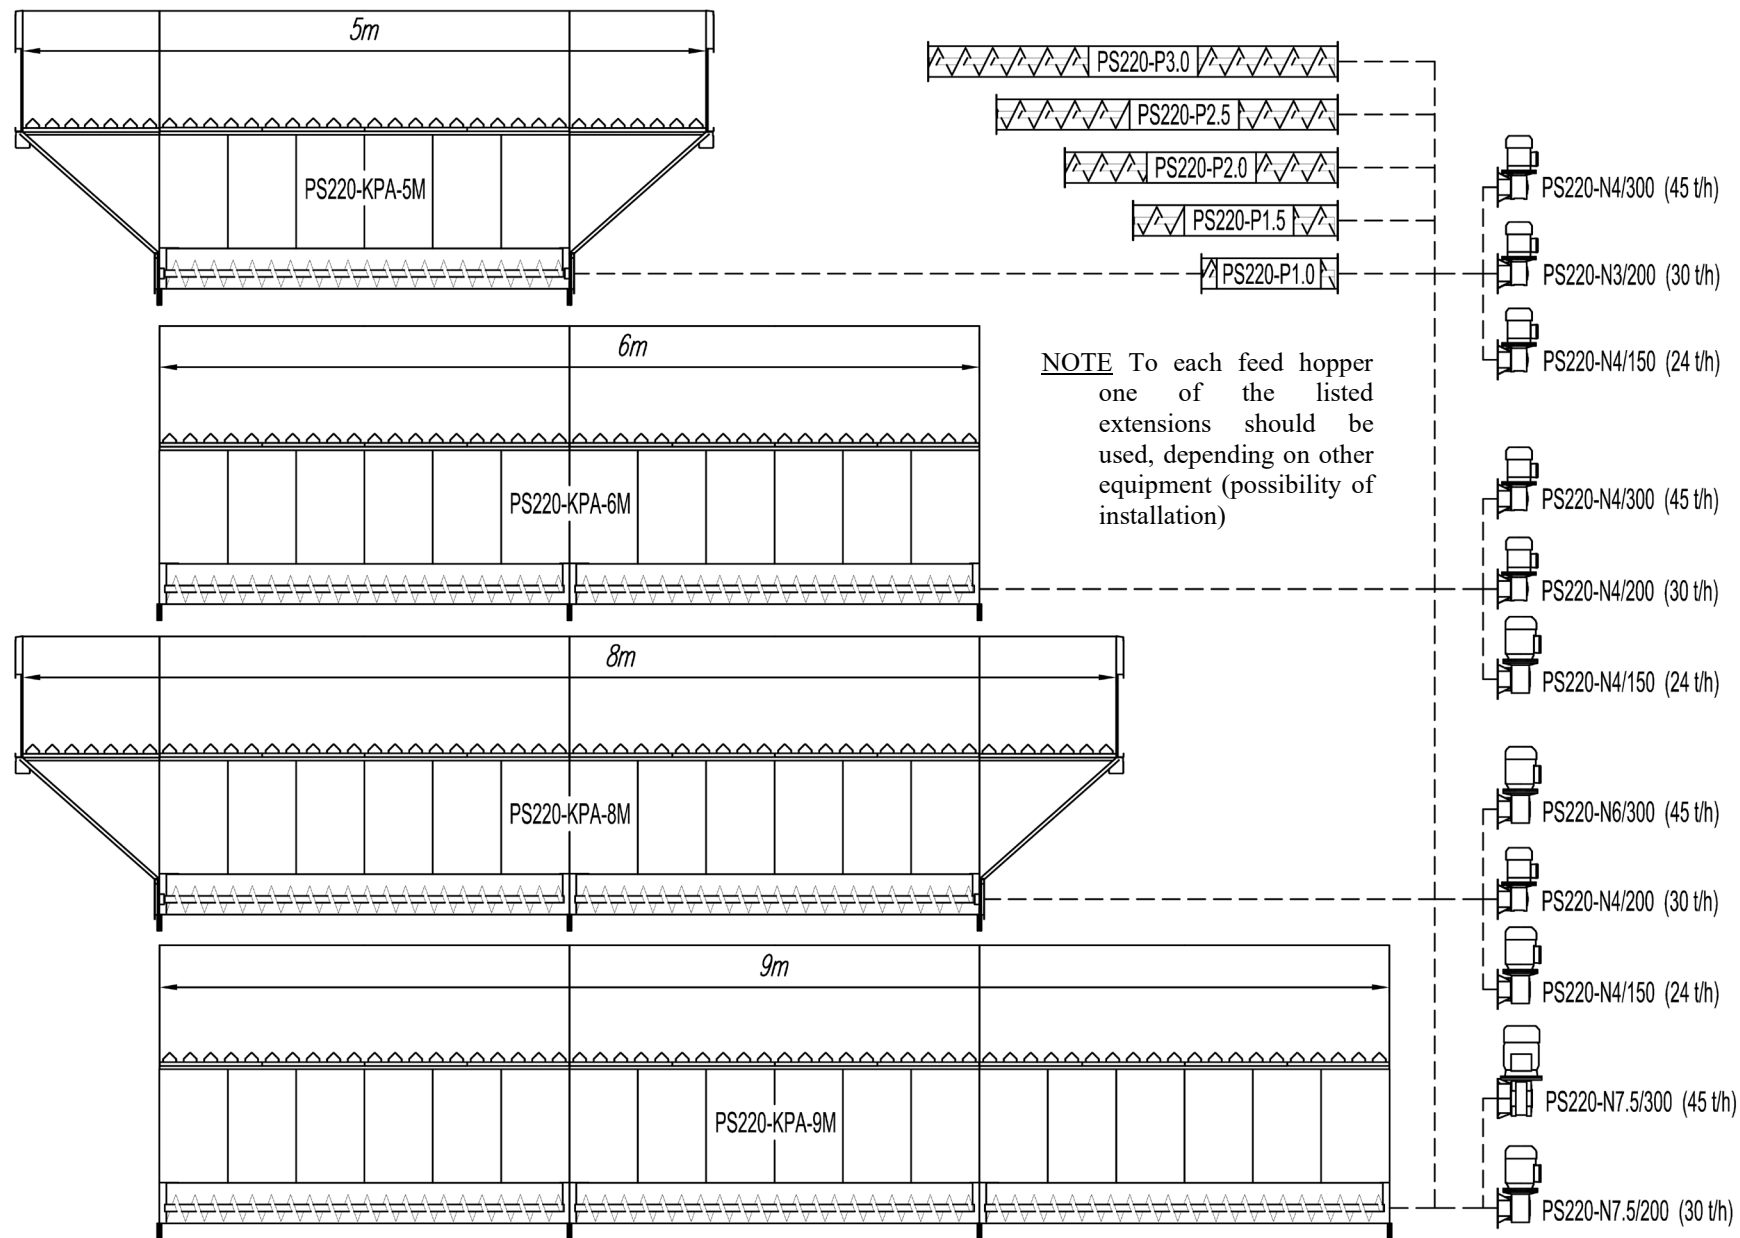 5m
PS220-P3.0
PS220-P2.5
PS220-P2.0
PS220-P1.5
PS220-P1.0
PS220-KPA-5M
PS220-N4/300 (45 t/h)
PS220-N3/200 (30 t/h)
PS220-N4/150 (24 t/h)
6m
NOTE To each feed hopper
one of the listed
extensions should be
used, depending on other
equipment (possibility of
installation)
PS220-KPA-6M
PS220-N4/300 (45 t/h)
PS220-N4/200 (30 t/h)
PS220-N4/150 (24 t/h)
8m
PS220-KPA-8M
PS220-N6/300 (45 t/h)
PS220-N4/200 (30 t/h)
PS220-N4/150 (24 t/h)
9m
PS220-KPA-9M
PS220-N7.5/300 (45 t/h)
PS220-N7.5/200 (30 t/h)